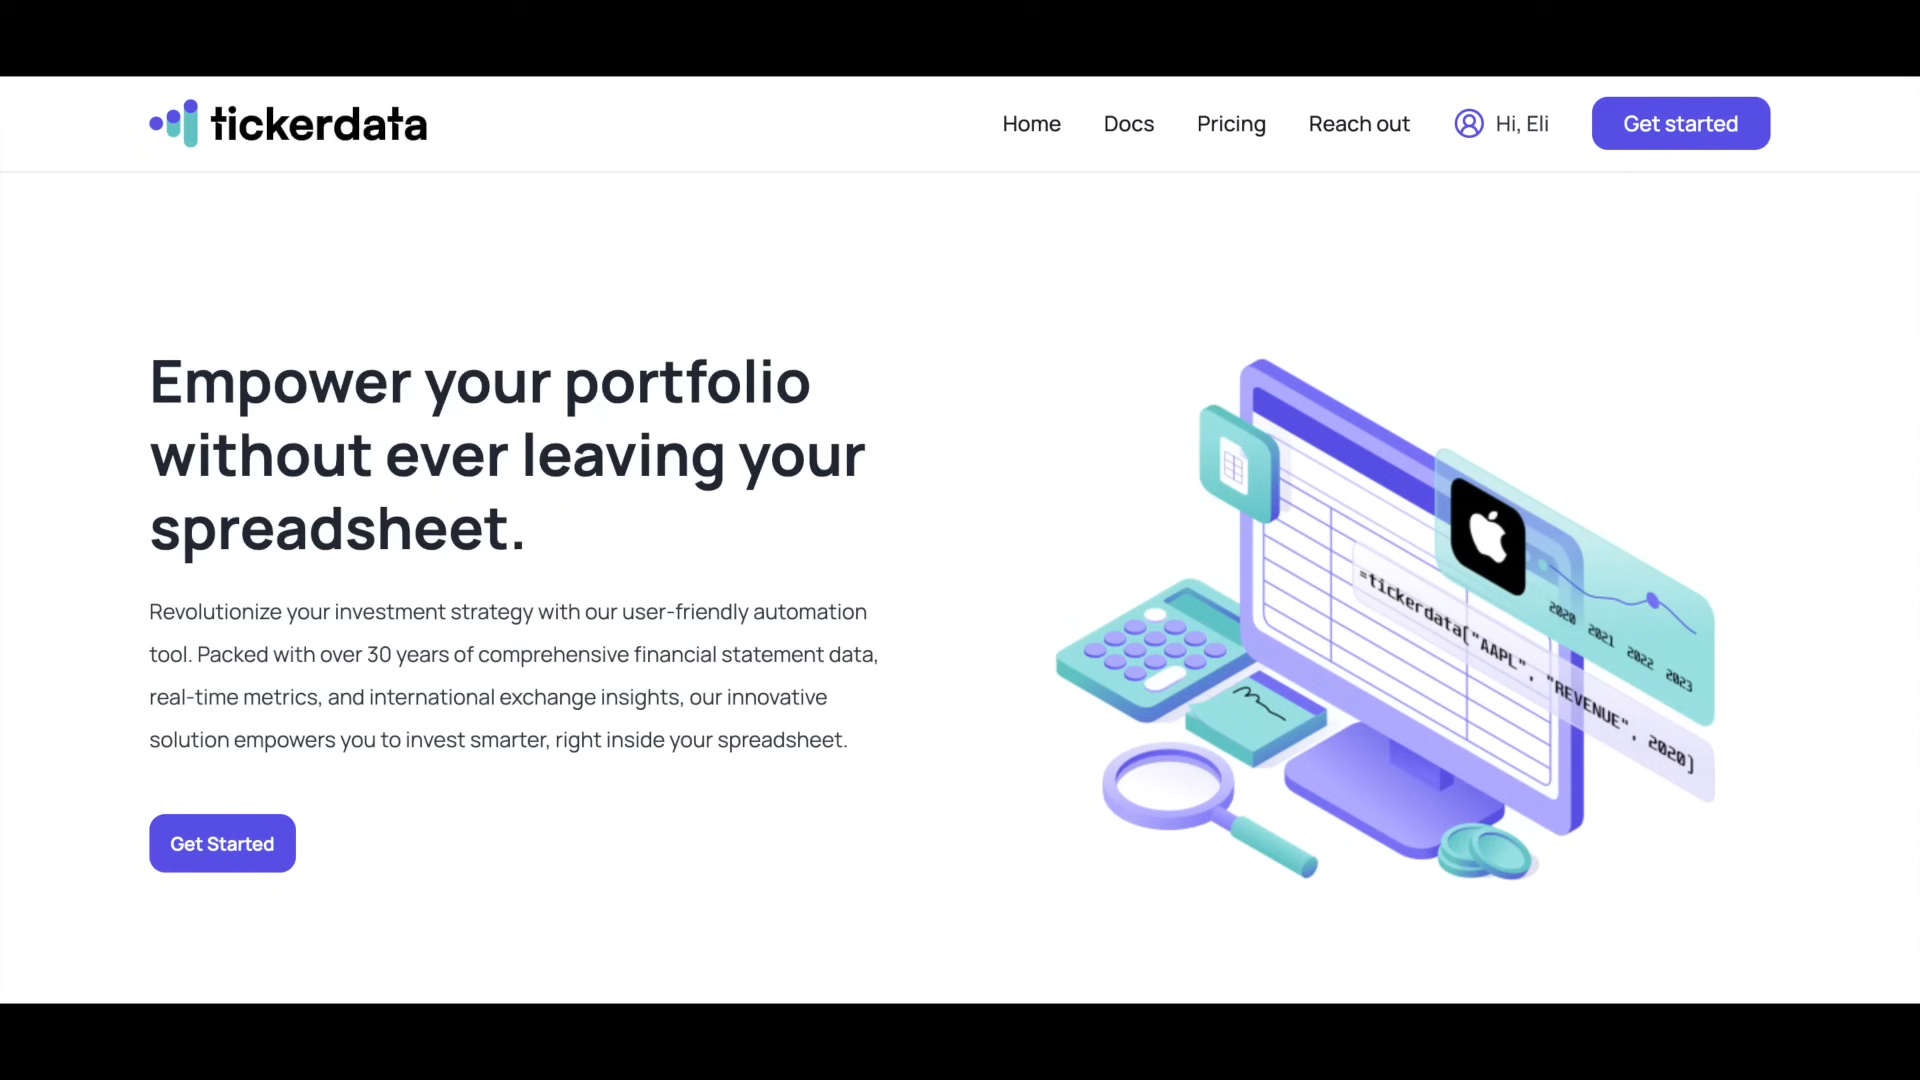 tickerdata
Home
Docs
Pricing
Reach out
Hi, Eli
Get started
Empower your portfolio
without ever leaving your
spreadsheet.
Revolutionize your investment strategy with our user-friendly automation
tool. Packed with over 30 years of comprehensive financial statement data,
real-time metrics, and international exchange insights, our innovative
solution empowers you to invest smarter, right inside your spreadsheet.
Get Started
2020 2021 2022 2023
=tickerdata("AAPL", "REVENUE", 2020)